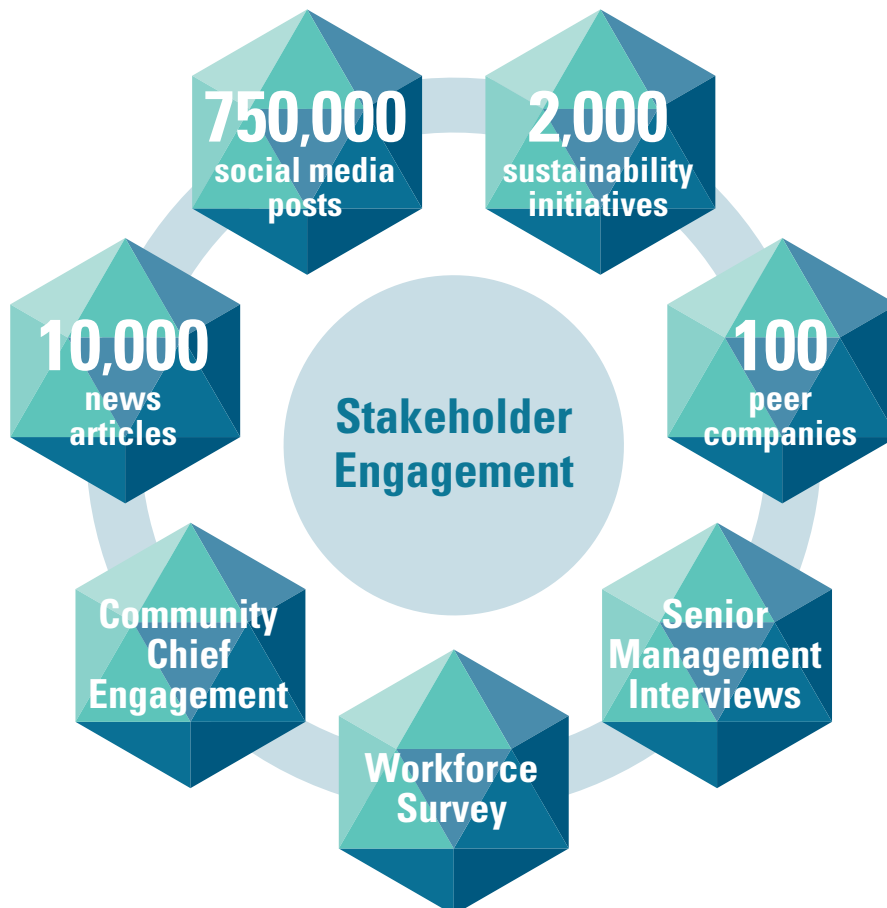 750,000
social media
posts
2,000
sustainability
initiatives
10,000
news
articles
100
peer
companies
Stakeholder
Engagement
Community
Chief
Engagement
Senior
Management
Interviews
Workforce
Survey